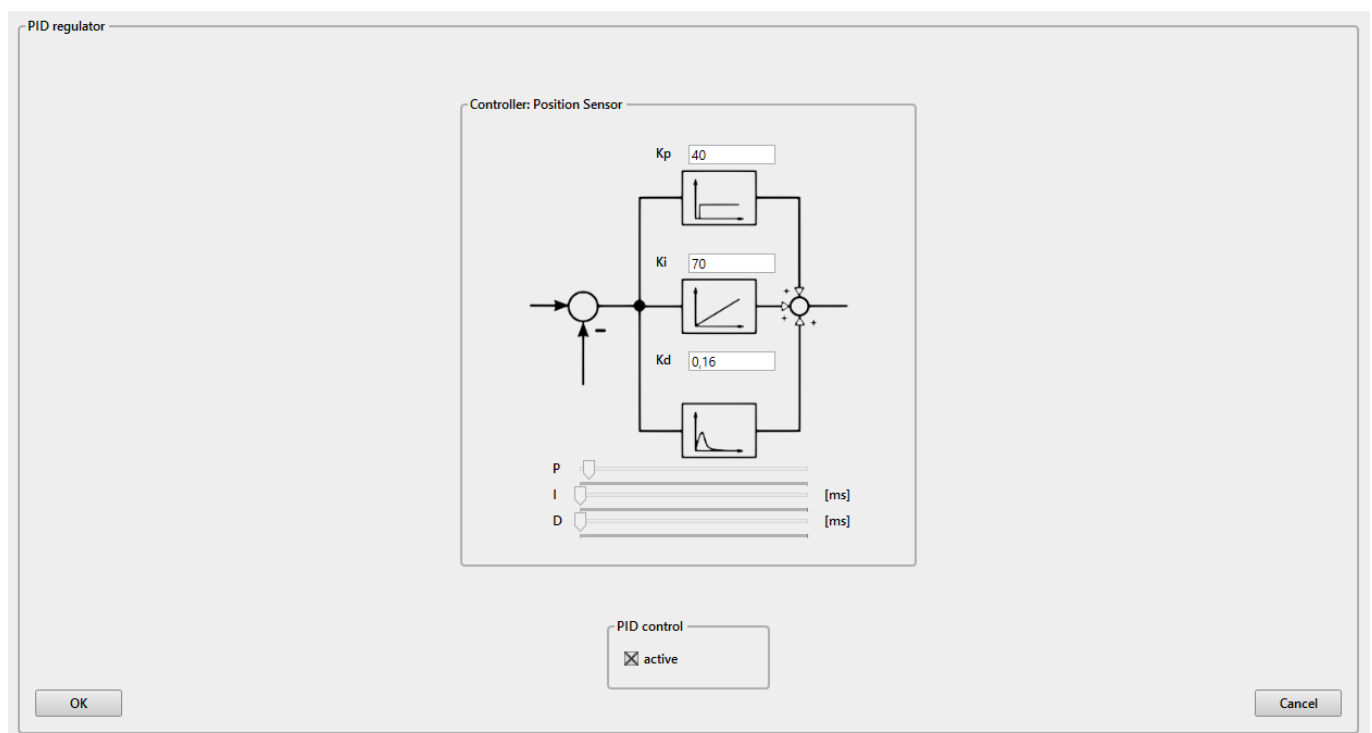 PID regulator
Controller: Position Sensor
Kp 40
Ki 70
+
+
+
-
Kd 0,16
P
I [ms]
D [ms]
PID control
active
OK Cancel